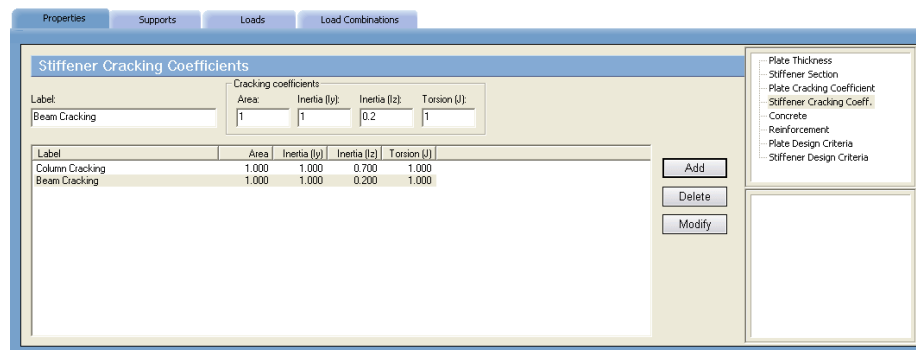 Properties Supports Loads Load Combinations
Stiffener Cracking Coefficients
Cracking coefficients
Label: Area: Inertia (Iy): Inertia (Iz): Torsion (J):
Beam Cracking 1 1 0.2 1
Label Area Inertia (Iy) Inertia (Iz) Torsion (J)
Column Cracking 1.000 1.000 0.700 1.000
Beam Cracking 1.000 1.000 0.200 1.000
Add
Delete
Modify
Plate Thickness
Stiffener Section
Plate Cracking Coefficient
Stiffener Cracking Coeff.
Concrete
Reinforcement
Plate Design Criteria
Stiffener Design Criteria